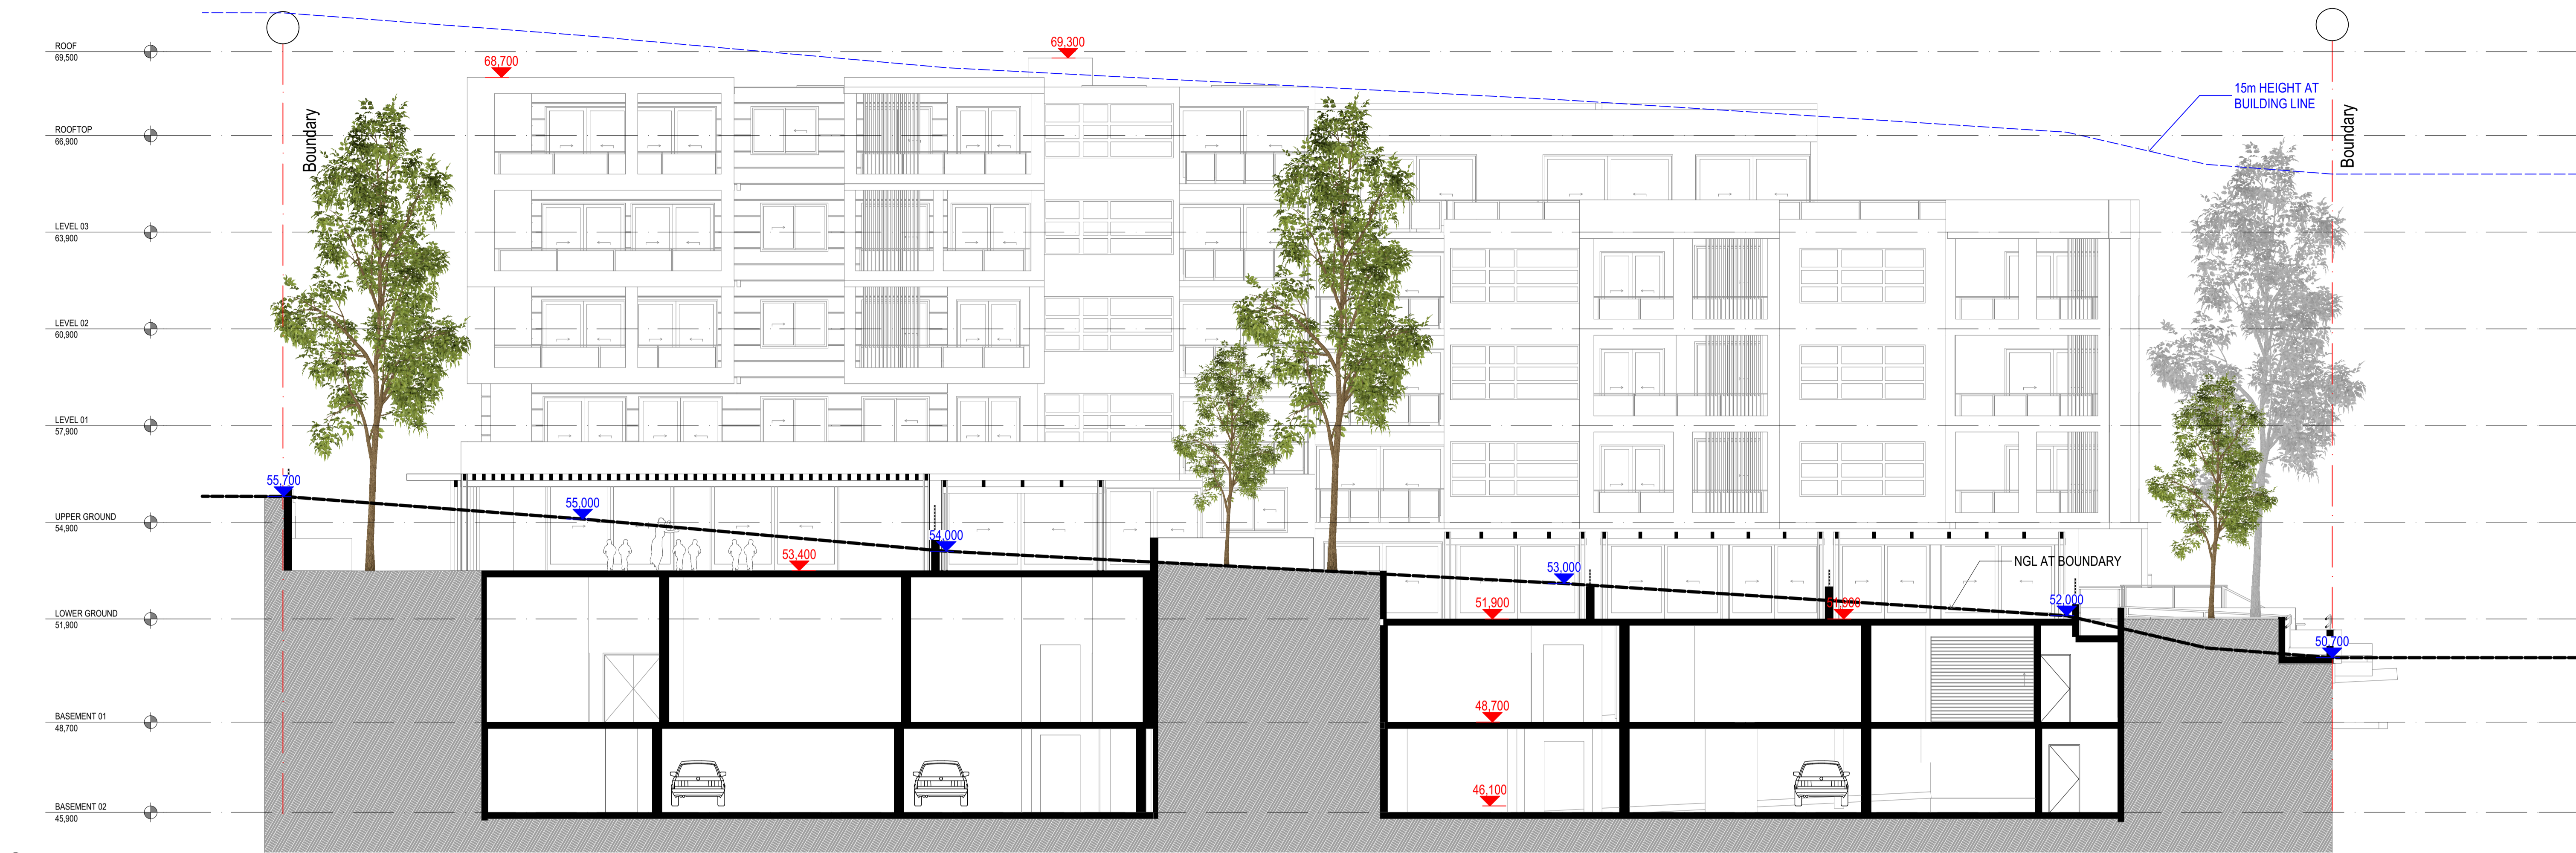 ROOF
69,500
68,700
69,300
15m HEIGHT AT
BUILDING LINE
Boundary
Boundary
ROOFTOP
66,900
LEVEL 03
63,900
LEVEL 02
60,900
LEVEL 01
57,900
55,700
55,000
54,000
UPPER GROUND
54,900
53,400
53,000
NGL AT BOUNDARY
LOWER GROUND
51,900
51,900
51,900
52,000
50,700
BASEMENT 01
48,700
48,700
46,100
BASEMENT 02
45,900